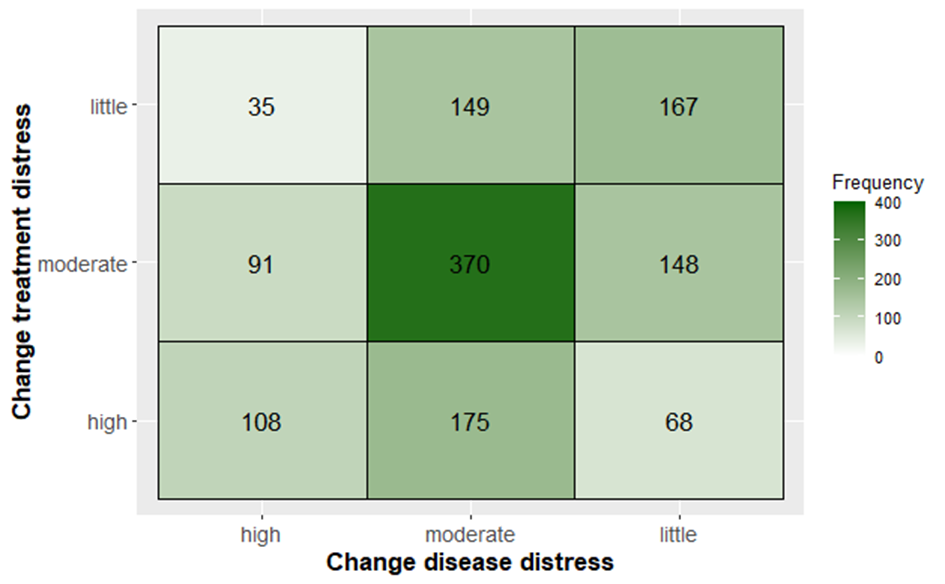 Change treatment distress
little
moderate
high
35 149 167
91 370 148
108 175 68
high moderate little
Change disease distress
Frequency
400
300
200
100
0